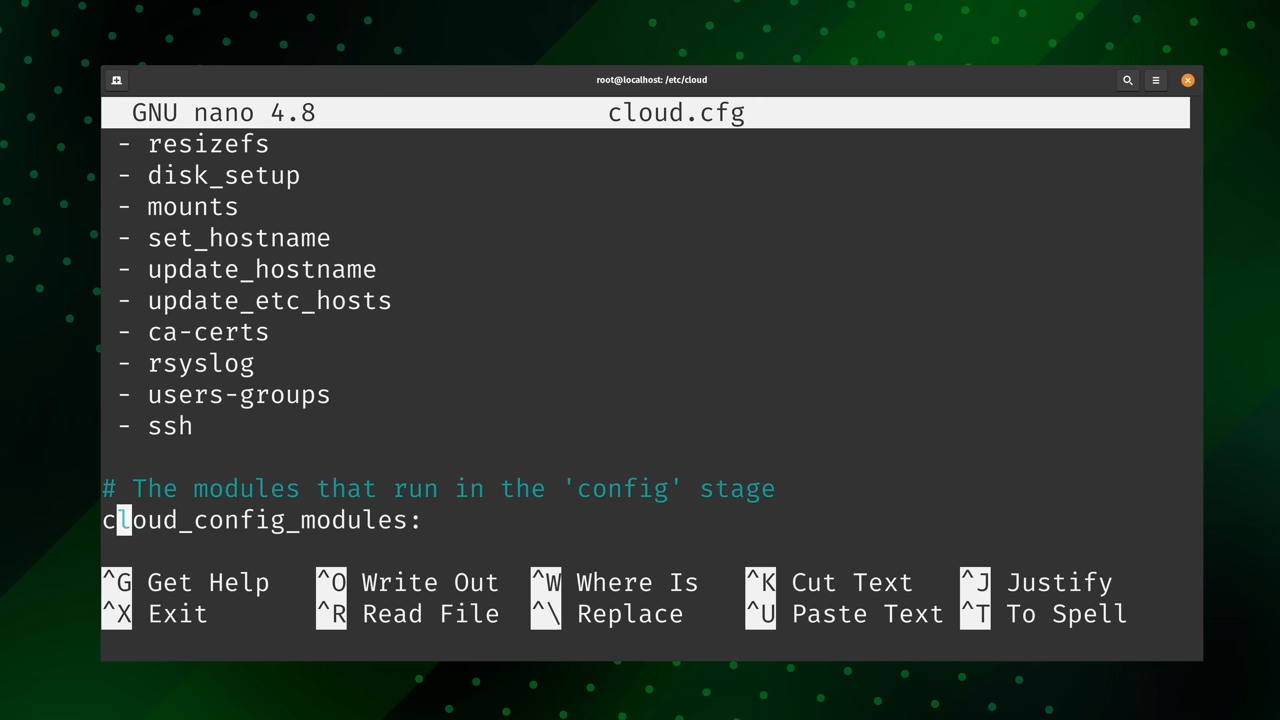 root@localhost: /etc/cloud
GNU nano 4.8 cloud.cfg
- resizefs
- disk_setup
- mounts
- set_hostname
- update_hostname
- update_etc_hosts
- ca-certs
- rsyslog
- users-groups
- ssh
# The modules that run in the 'config' stage
cloud_config_modules:
^G Get Help ^O Write Out ^W Where Is ^K Cut Text ^J Justify
^X Exit ^R Read File ^\ Replace ^U Paste Text ^T To Spell